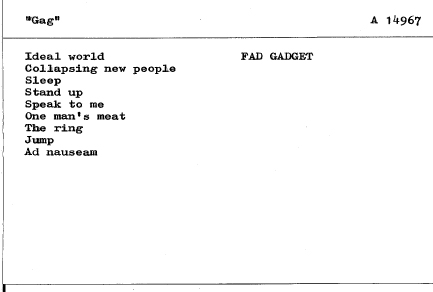 "Gag" A 14967
Ideal world FAD GADGET
Collapsing new people
Sleep
Stand up
Speak to me
One man's meat
The ring
Jump
Ad nauseam